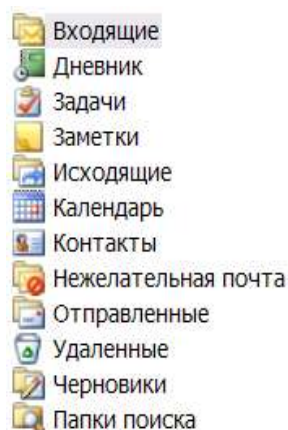 Входящие
Дневник
Задачи
Заметки
Исходящие
Календарь
Контакты
Нежелательная почта
Отправленные
Удаленные
Черновики
Папки поиска